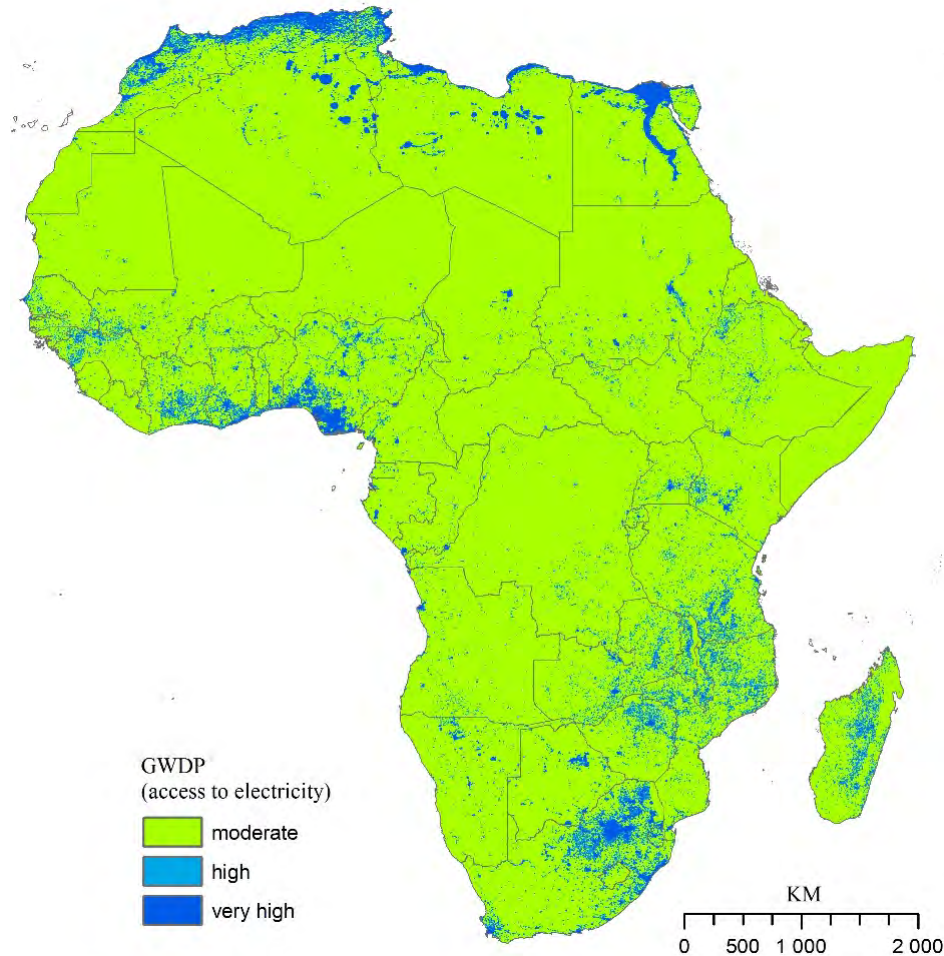 GWDP
(access to electricity)
moderate
high
very high
KM
0 500 1 000 2 000